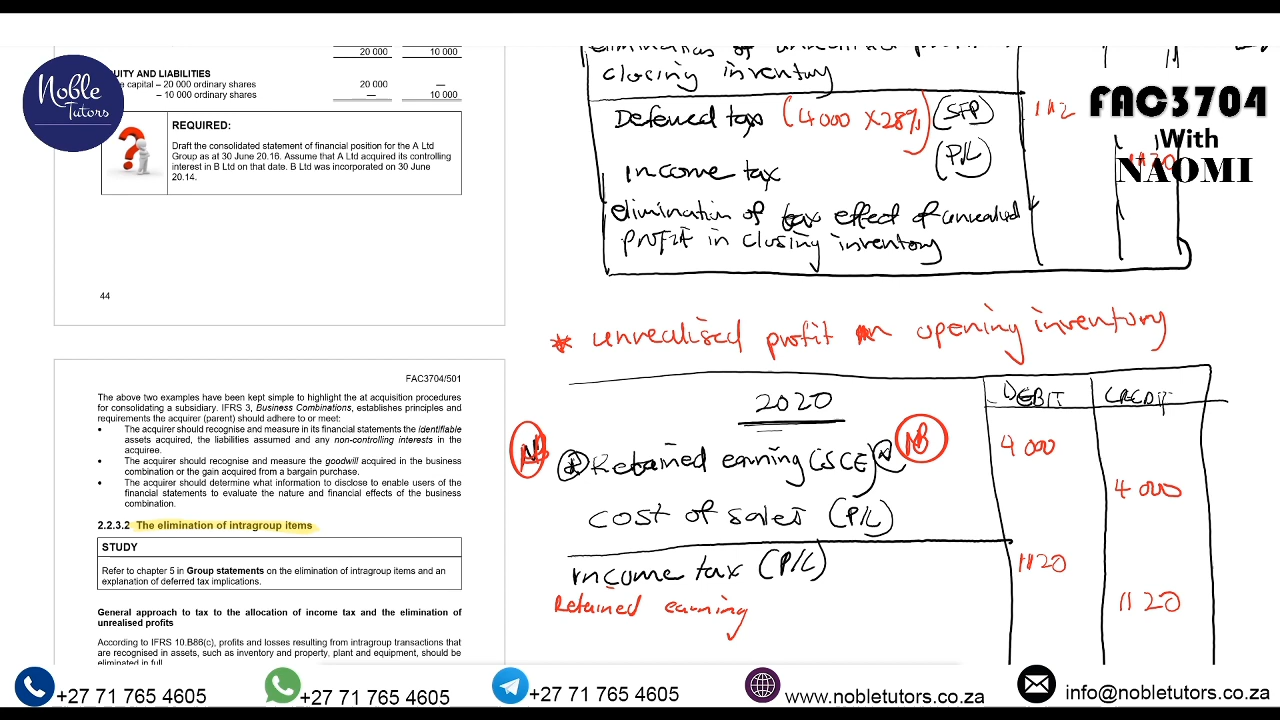 20 000 10 000
QUITY AND LIABILITIES
e capital – 20 000 ordinary shares 20 000 —
– 10 000 ordinary shares — 10 000
Noble
Tutors
REQUIRED:
Draft the consolidated statement of financial position for the A Ltd
Group as at 30 June 20.16. Assume that A Ltd acquired its controlling
interest in B Ltd on that date. B Ltd was incorporated on 30 June
20.14.
44
FAC3704/501
The above two examples have been kept simple to highlight the at acquisition procedures
for consolidating a subsidiary. IFRS 3, Business Combinations, establishes principles and
requirements the acquirer (parent) should adhere to or meet:
• The acquirer should recognise and measure in its financial statements the identifiable
assets acquired, the liabilities assumed and any non-controlling interests in the
acquiree.
• The acquirer should recognise and measure the goodwill acquired in the business
combination or the gain acquired from a bargain purchase.
• The acquirer should determine what information to disclose to enable users of the
financial statements to evaluate the nature and financial effects of the business
combination.
2.2.3.2 The elimination of intragroup items
STUDY
Refer to chapter 5 in Group statements on the elimination of intragroup items and an
explanation of deferred tax implications.
General approach to tax to the allocation of income tax and the elimination of
unrealised profits
According to IFRS 10.B86(c), profits and losses resulting from intragroup transactions that
are recognised in assets, such as inventory and property, plant and equipment, should be
eliminated in full
closing inventory
Deferred tax (4 000 x 28%) (SFP) 112
(P/L)
income tax 1120
elimination of tax effect of unrealised
profit in closing inventory
FAC3704
With
NAOMI
* unrealised profit in opening inventory
2020 DEBIT CREDIT
NB Retained earning (SCE) NB 4 000
cost of sales (P/L) 4 000
income tax (P/L) 1120
Retained earning 1120
+27 71 765 4605
+27 71 765 4605
+27 71 765 4605
www.nobletutors.co.za
info@nobletutors.co.za